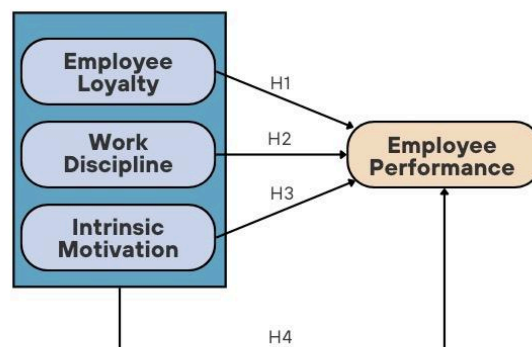 Employee
Loyalty
H1
Work
Discipline
H2
Employee
Performance
H3
Intrinsic
Motivation
H4